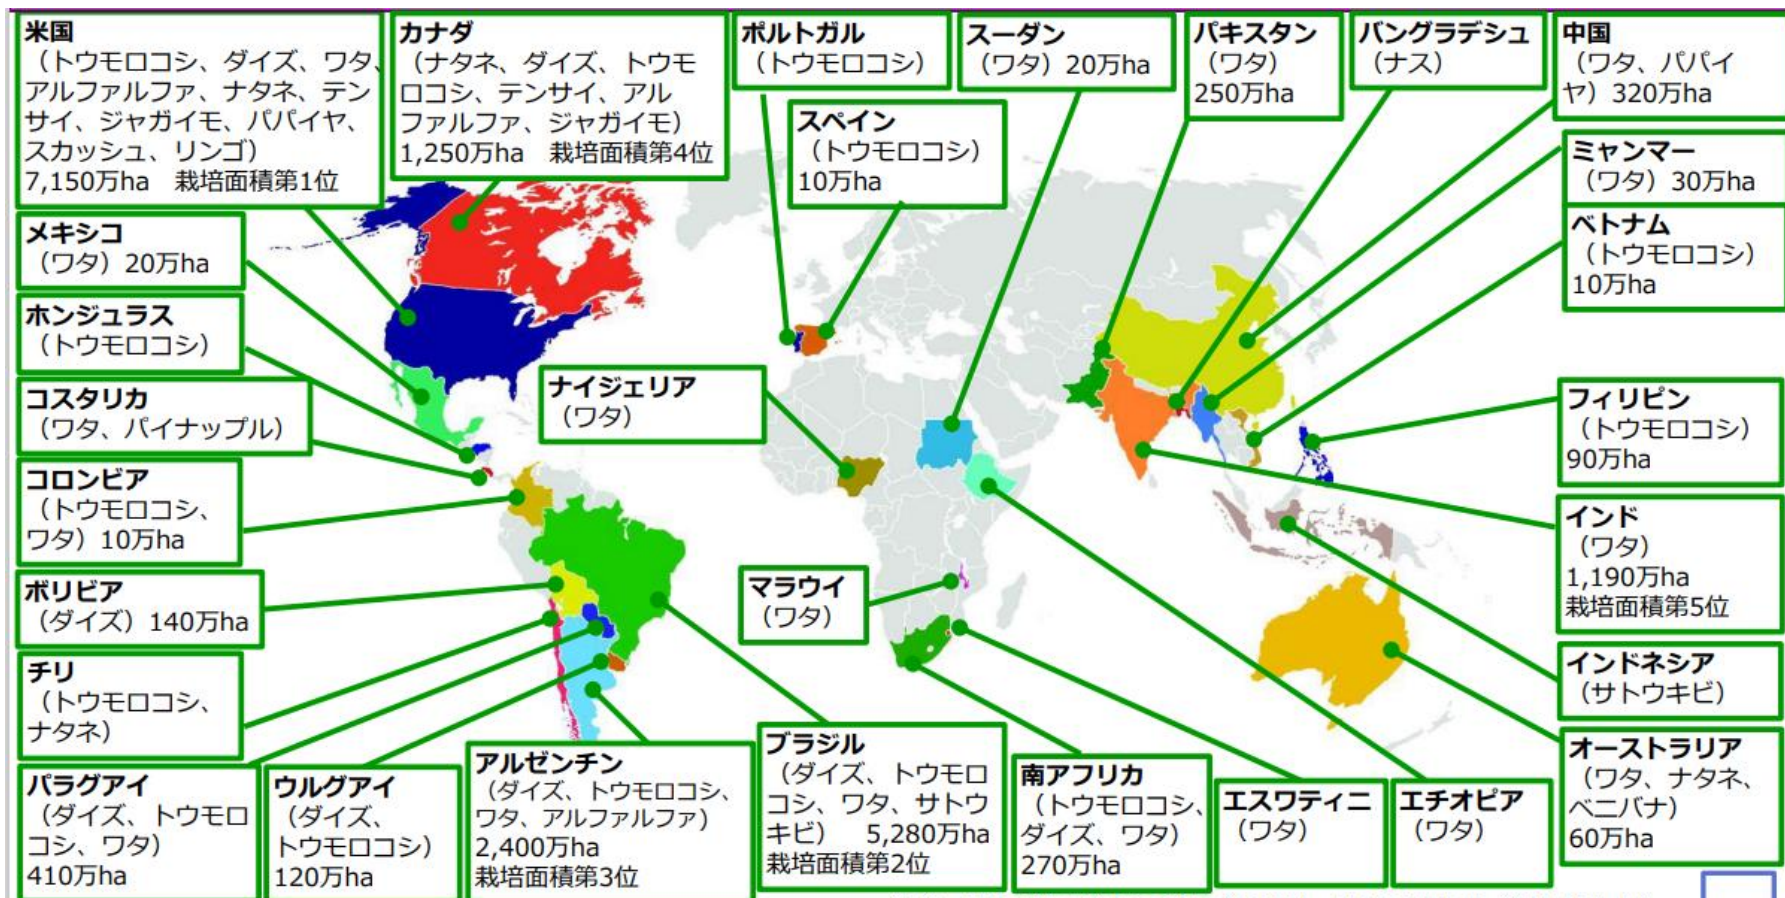 米国
（トウモロコシ、ダイズ、ワタ、
アルファルファ、ナタネ、テン
サイ、ジャガイモ、パパイヤ、
スカッシュ、リンゴ）
7,150万ha　栽培面積第1位
カナダ
（ナタネ、ダイズ、トウモ
ロコシ、テンサイ、アル
ファルファ、ジャガイモ）
1,250万ha　栽培面積第4位
ポルトガル
（トウモロコシ）
スペイン
（トウモロコシ）
10万ha
スーダン
（ワタ）20万ha
パキスタン
（ワタ）
250万ha
バングラデシュ
（ナス）
中国
（ワタ、パパイ
ヤ）320万ha
ミャンマー
（ワタ）30万ha
ベトナム
（トウモロコシ）
10万ha
メキシコ
（ワタ）20万ha
ホンジュラス
（トウモロコシ）
コスタリカ
（ワタ、パイナップル）
ナイジェリア
（ワタ）
フィリピン
（トウモロコシ）
90万ha
コロンビア
（トウモロコシ、
ワタ）10万ha
インド
（ワタ）
1,190万ha
栽培面積第5位
ボリビア
（ダイズ）140万ha
マラウイ
（ワタ）
インドネシア
（サトウキビ）
チリ
（トウモロコシ、
ナタネ）
オーストラリア
（ワタ、ナタネ、
ベニバナ）
60万ha
パラグアイ
（ダイズ、トウモロ
コシ、ワタ）
410万ha
ウルグアイ
（ダイズ、
トウモロコシ）
120万ha
アルゼンチン
（ダイズ、トウモロコシ、
ワタ、アルファルファ）
2,400万ha
栽培面積第3位
ブラジル
（ダイズ、トウモロ
コシ、ワタ、サトウ
キビ）　5,280万ha
栽培面積第2位
南アフリカ
（トウモロコシ、
ダイズ、ワタ）
270万ha
エスワティニ
（ワタ）
エチオピア
（ワタ）